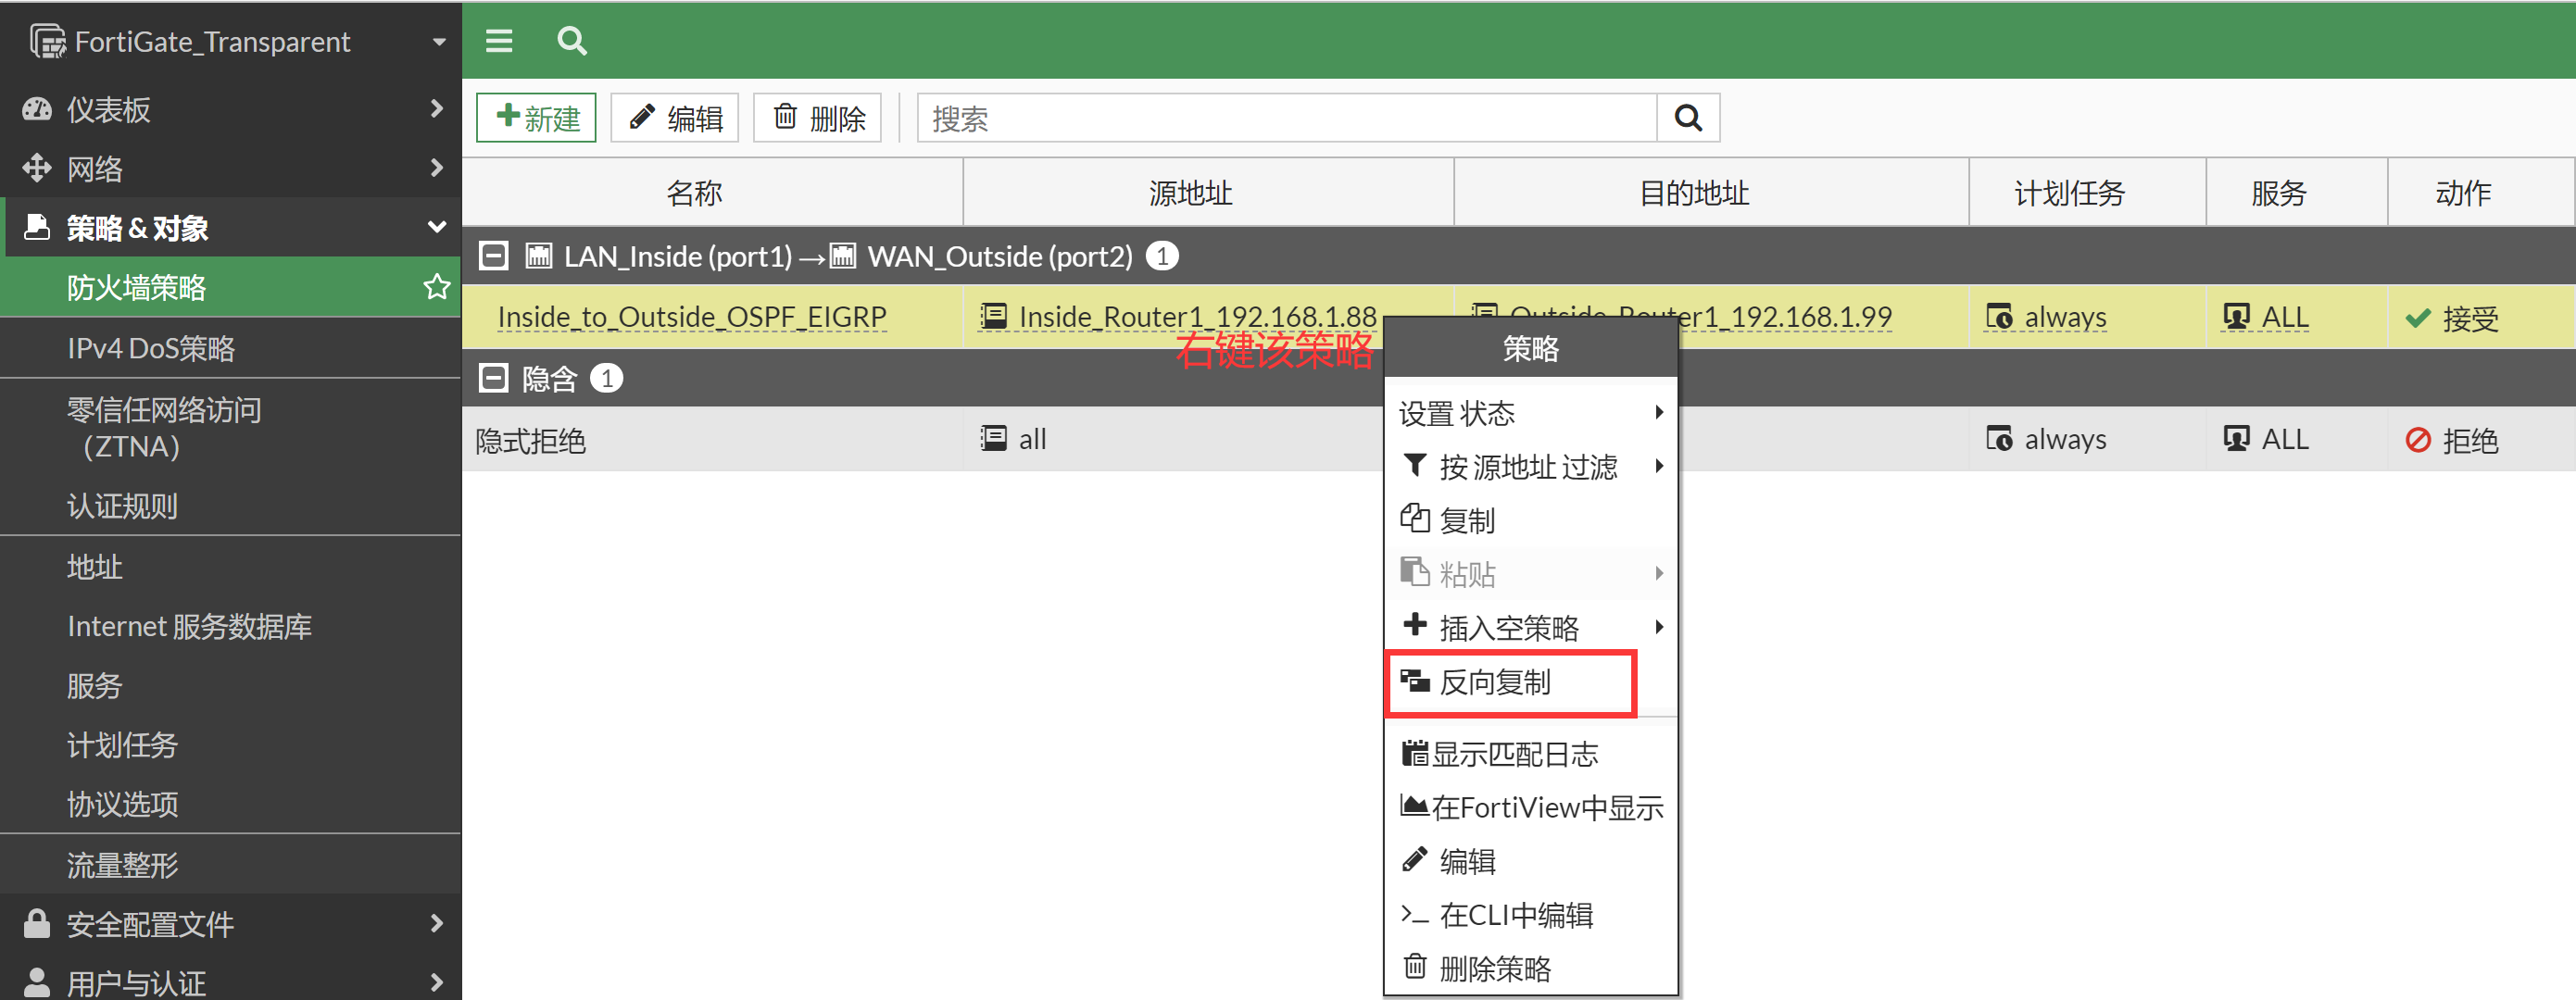 FortiGate_Transparent
仪表板
网络
策略 & 对象
防火墙策略
IPv4 DoS策略
零信任网络访问
（ZTNA）
认证规则
地址
Internet 服务数据库
服务
计划任务
协议选项
流量整形
安全配置文件
用户与认证
新建 编辑 删除 搜索
名称 源地址 目的地址 计划任务 服务 动作
LAN_Inside (port1) → WAN_Outside (port2) 1
Inside_to_Outside_OSPF_EIGRP Inside_Router1_192.168.1.88 Outside_Router1_192.168.1.99 always ALL 接受
右键该策略
隐含 1
隐式拒绝 all always ALL 拒绝
策略
设置 状态
按 源地址 过滤
复制
粘贴
插入空策略
反向复制
显示匹配日志
在FortiView中显示
编辑
>_ 在CLI中编辑
删除策略